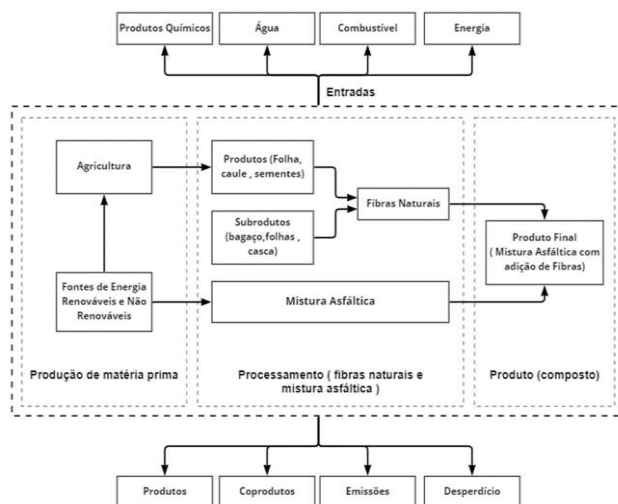 Produtos Químicos
Água
Combustível
Energia
Entradas
Agricultura
Produtos (Folha,
caule , sementes)
Subrodutos
(bagaço,folhas ,
casca)
Fibras Naturais
Produto Final
( Mistura Asfáltica com
adição de Fibras)
Fontes de Energia
Renováveis e Não
Renováveis
Mistura Asfáltica
Produção de matéria prima
Processamento ( fibras naturais e
mistura asfáltica )
Produto (composto)
Produtos
Coprodutos
Emissões
Desperdício